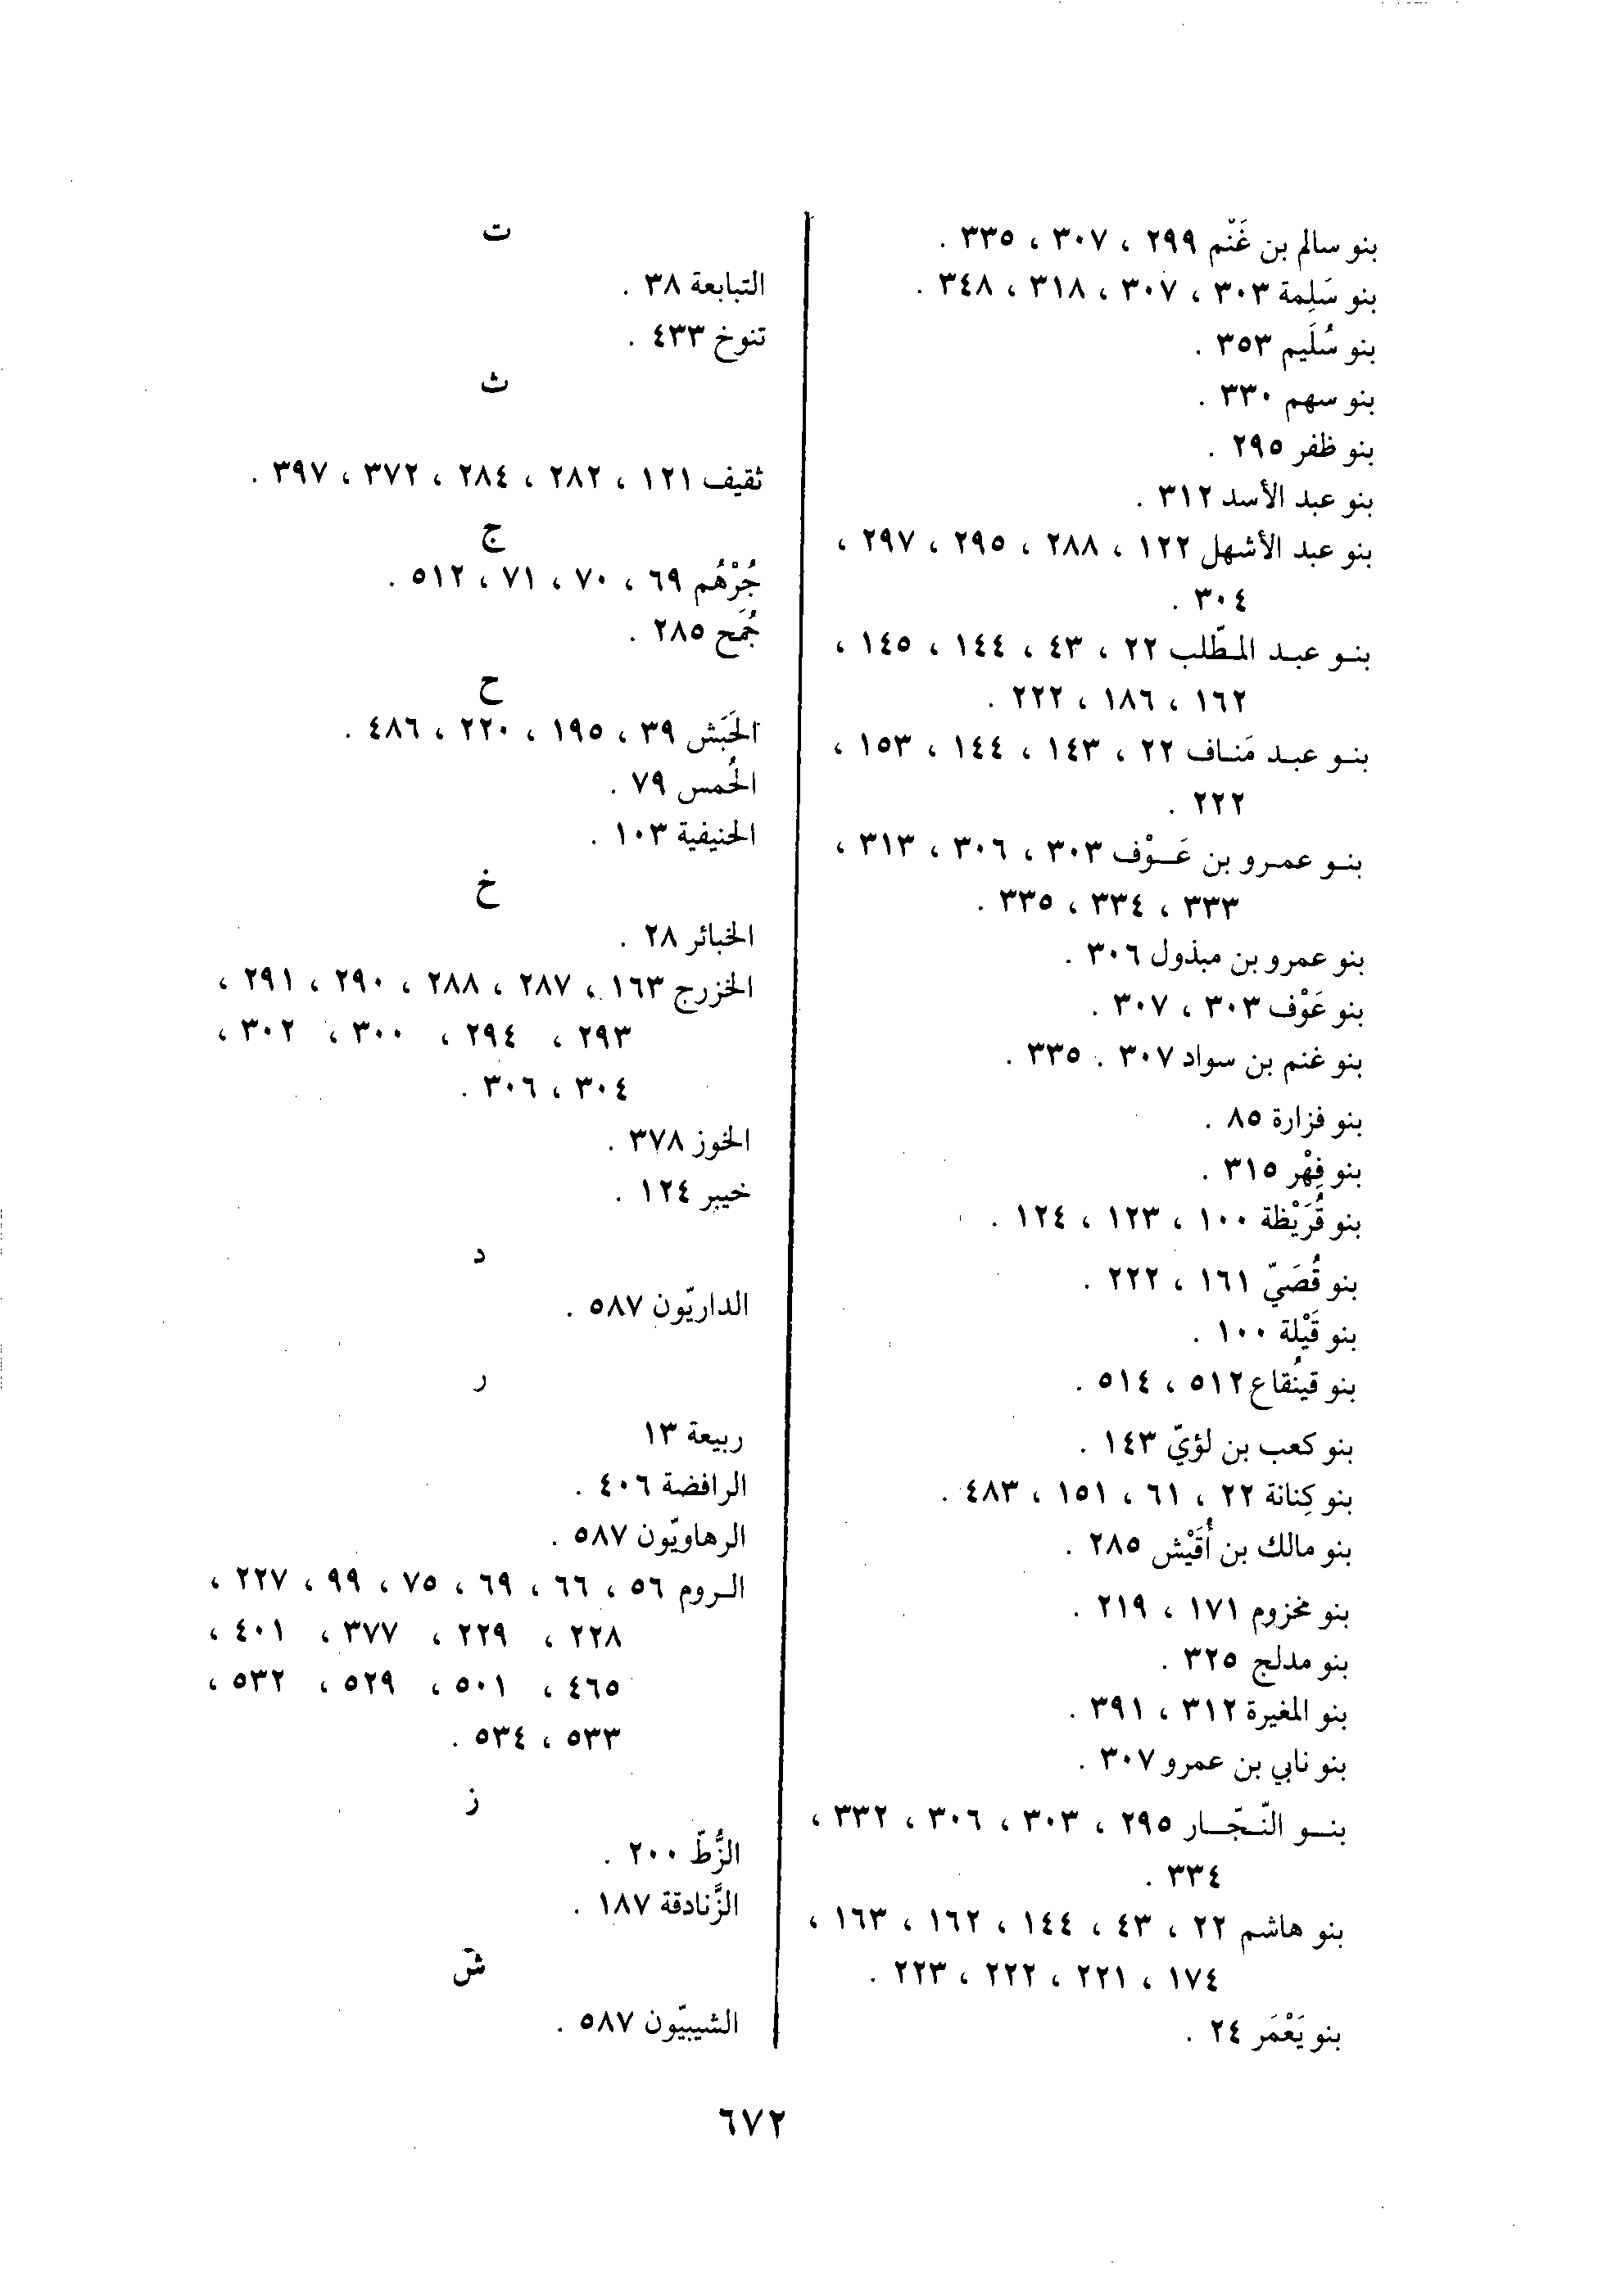 بنو سالم بن غَنْم ٢٩٩ ، ٣٠٧ ، ٣٣٥ .
بنو سَلِمة ٣٠٣ ، ٣٠٧ ، ٣١٨ ، ٣٤٨ .
بنو سُلَيم ٣٥٣ .
بنو سهم ٣٣٠ .
بنو ظفر ٢٩٥ .
بنو عبد الأسد ٣١٢ .
بنو عبد الأشهل ١٢٢ ، ٢٨٨ ، ٢٩٥ ، ٢٩٧ ،
٣٠٤ .
بنو عبد المطّلب ٢٢ ، ٤٣ ، ١٤٤ ، ١٤٥ ،
١٦٢ ، ١٨٦ ، ٢٢٢ .
بنو عبد مَناف ٢٢ ، ١٤٣ ، ١٤٤ ، ١٥٣ ،
٢٢٢ .
بنو عمرو بن عَوْف ٣٠٣ ، ٣٠٦ ، ٣١٣ ،
٣٣٣ ، ٣٣٤ ، ٣٣٥ .
بنو عمرو بن مبذول ٣٠٦ .
بنو عَوْف ٣٠٣ ، ٣٠٧ .
بنو غنم بن سواد ٣٠٧ . ٣٣٥ .
بنو فزارة ٨٥ .
بنو فِهْر ٣١٥ .
بنو قُرَيْظة ١٠٠ ، ١٢٣ ، ١٢٤ .
بنو قُصَيّ ١٦١ ، ٢٢٢ .
بنو قَيْلة ١٠٠ .
بنو قينُقاع ٥١٢ ، ٥١٤ .
بنو كعب بن لؤيّ ١٤٣ .
بنو كِنانة ٢٢ ، ٦١ ، ١٥١ ، ٤٨٣ .
بنو مالك بن أُقَيْش ٢٨٥ .
بنو مخزوم ١٧١ ، ٢١٩ .
بنو مدلج ٣٢٥ .
بنو المغيرة ٣١٢ ، ٣٩١ .
بنو نابي بن عمرو ٣٠٧ .
بنو النّجّار ٢٩٥ ، ٣٠٣ ، ٣٠٦ ، ٣٣٢ ،
٣٣٤ .
بنو هاشم ٢٢ ، ٤٣ ، ١٤٤ ، ١٦٢ ، ١٦٣ ،
١٧٤ ، ٢٢١ ، ٢٢٢ ، ٢٢٣ .
بنو يَعْمَر ٢٤ .
ت
التبابعة ٣٨ .
تنوخ ٤٣٣ .
ث
ثقيف ١٢١ ، ٢٨٢ ، ٢٨٤ ، ٣٧٢ ، ٣٩٧ .
ج
جُرْهُم ٦٩ ، ٧٠ ، ٧١ ، ٥١٢ .
جُمَح ٢٨٥ .
ح
الحَبَش ٣٩ ، ١٩٥ ، ٢٢٠ ، ٤٨٦ .
الحُمس ٧٩ .
الحنيفية ١٠٣ .
خ
الخبائر ٢٨ .
الخزرج ١٦٣ ، ٢٨٧ ، ٢٨٨ ، ٢٩٠ ، ٢٩١ ،
٢٩٣ ، ٢٩٤ ، ٣٠٠ ، ٣٠٢ ،
٣٠٤ ، ٣٠٦ .
الخوز ٣٧٨ .
خيبر ١٢٤ .
د
الداريّون ٥٨٧ .
ر
ربيعة ١٣
الرافضة ٤٠٦ .
الرهاويّون ٥٨٧ .
الروم ٥٦ ، ٦٦ ، ٦٩ ، ٧٥ ، ٩٩ ، ٢٢٧ ،
٢٢٨ ، ٢٢٩ ، ٣٧٧ ، ٤٠١ ،
٤٦٥ ، ٥٠١ ، ٥٢٩ ، ٥٣٢ ،
٥٣٣ ، ٥٣٤ .
ز
الزُّطّ ٢٠٠ .
الزَّنادقة ١٨٧ .
ش
الشيبيّون ٥٨٧ .
٦٧٢